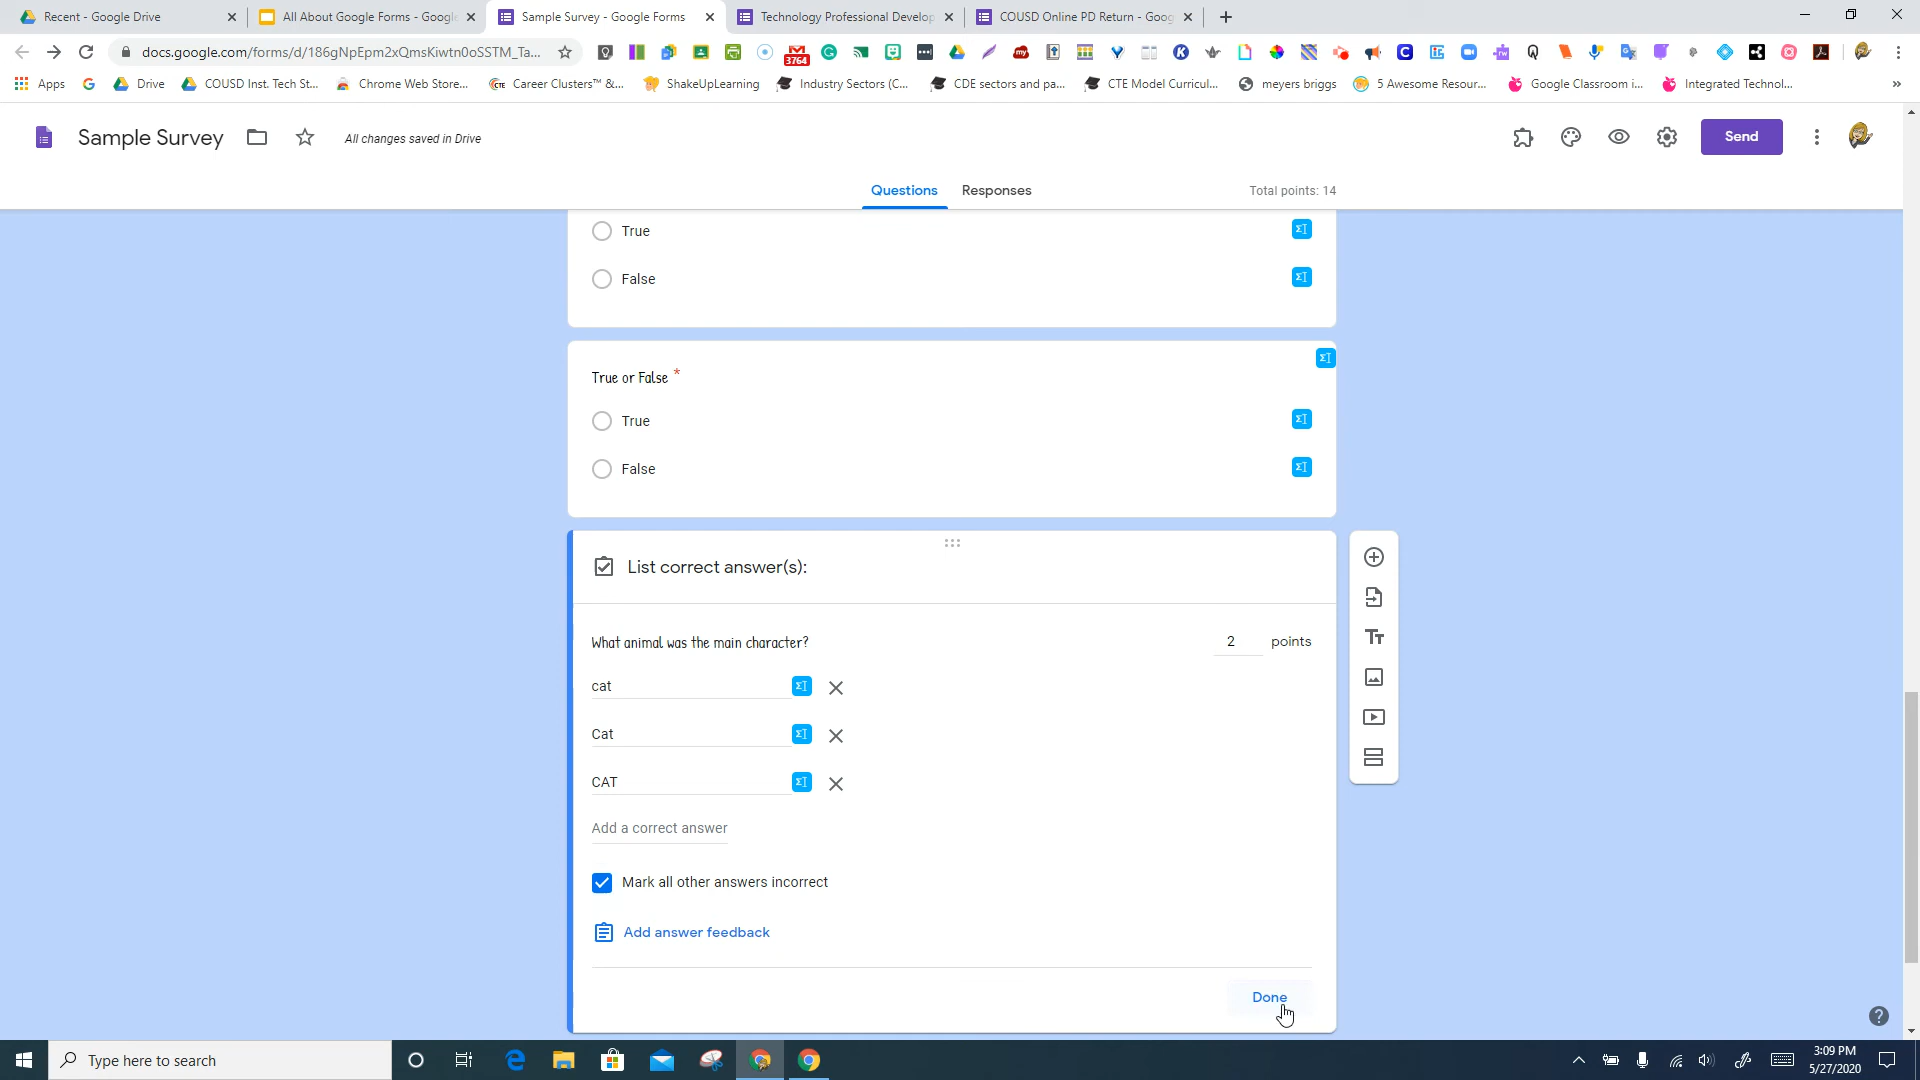 Recent - Google Drive
All About Google Forms - Google
Sample Survey - Google Forms
Technology Professional Develop
COUSD Online PD Return - Goog
docs.google.com/forms/d/186gNpEpm2xQmsKiwtn0oSSTM_Ta...
3764
Apps
Drive
COUSD Inst. Tech St...
Chrome Web Store...
Career Clusters™ &...
ShakeUpLearning
Industry Sectors (C...
CDE sectors and pa...
CTE Model Curricul...
meyers briggs
5 Awesome Resour...
Google Classroom i...
Integrated Technol...
Sample Survey
All changes saved in Drive
Send
Questions
Responses
Total points: 14
True
False
True or False *
True
False
List correct answer(s):
What animal was the main character?
2 points
cat
Cat
CAT
Add a correct answer
Mark all other answers incorrect
Add answer feedback
Done
Type here to search
3:09 PM
5/27/2020